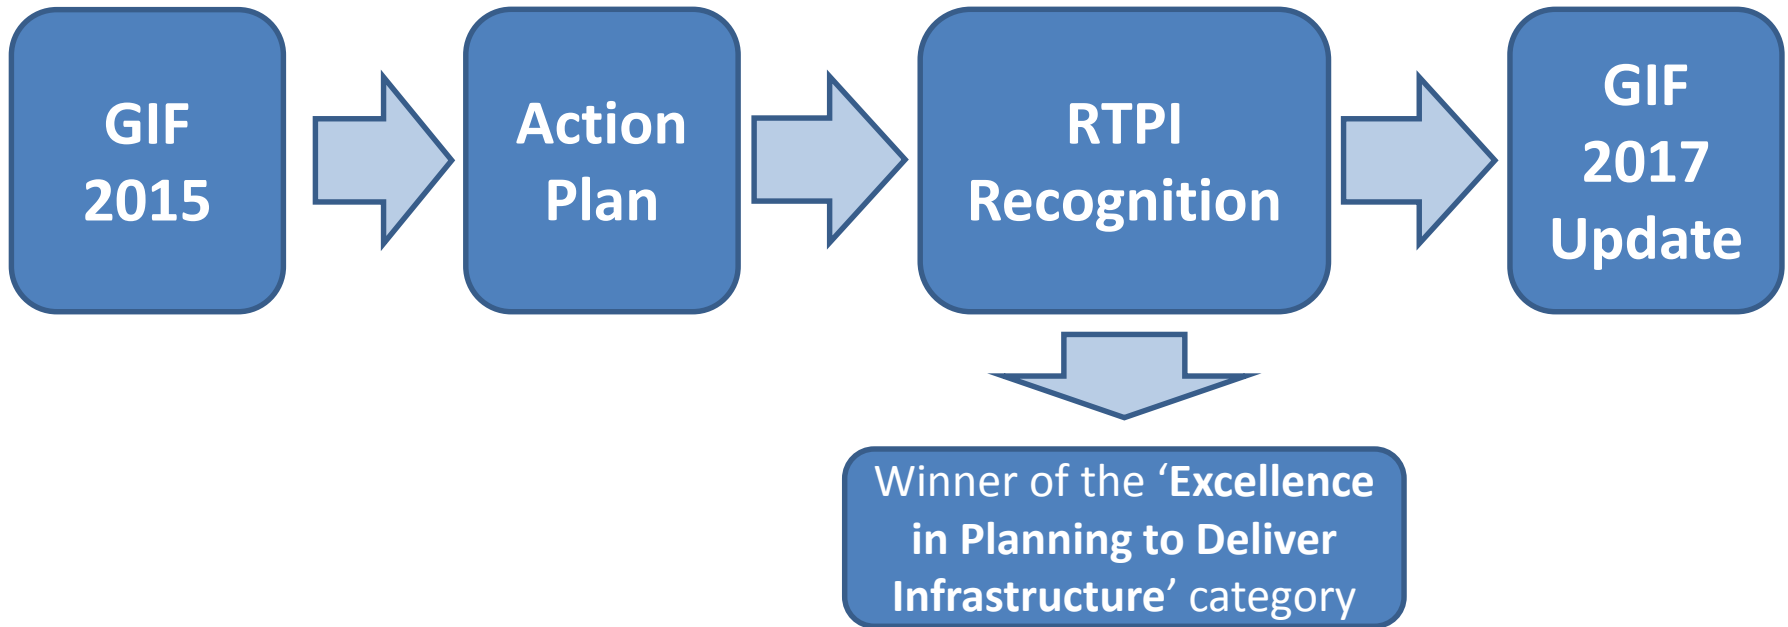 GIF
2015
Action
Plan
RTPI
Recognition
GIF
2017
Update
Winner of the ‘Excellence
in Planning to Deliver
Infrastructure’ category